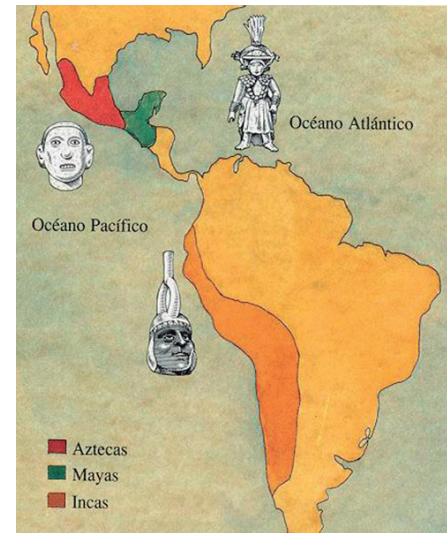 Océano Atlántico
Océano Pacífico
Aztecas
Mayas
Incas